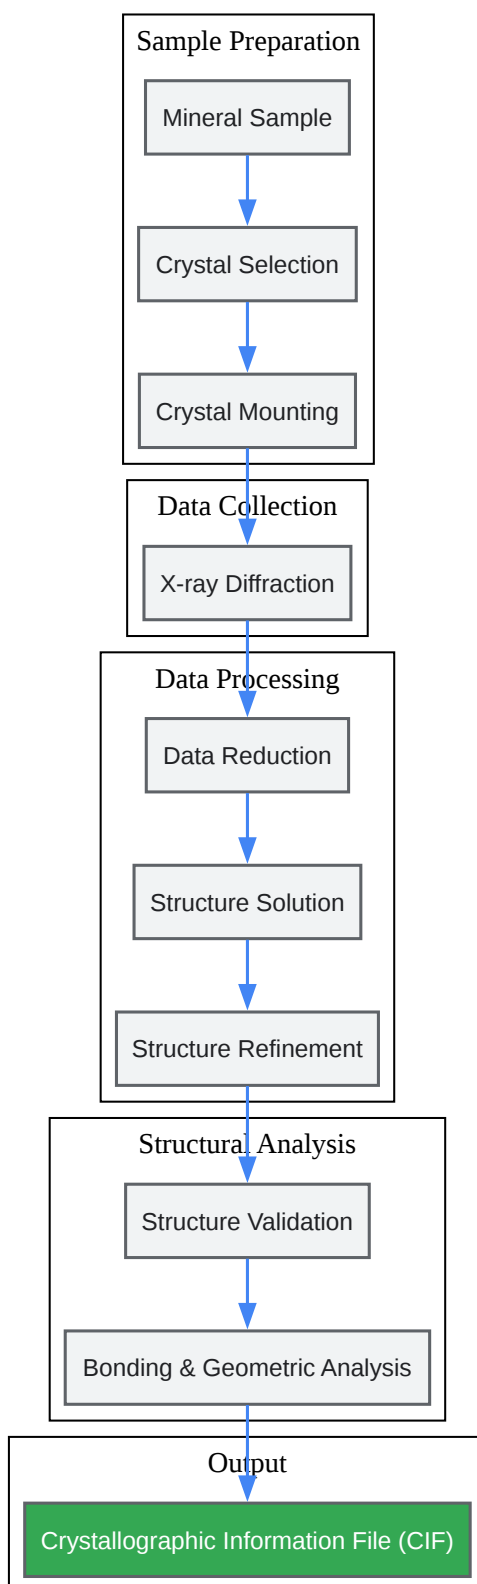 Sample Preparation
Mineral Sample
Crystal Selection
Crystal Mounting
Data Collection
X-ray Diffraction
Data Processing
Data Reduction
Structure Solution
Structure Refinement
Structural Analysis
Structure Validation
Bonding & Geometric Analysis
Output
Crystallographic Information File (CIF)